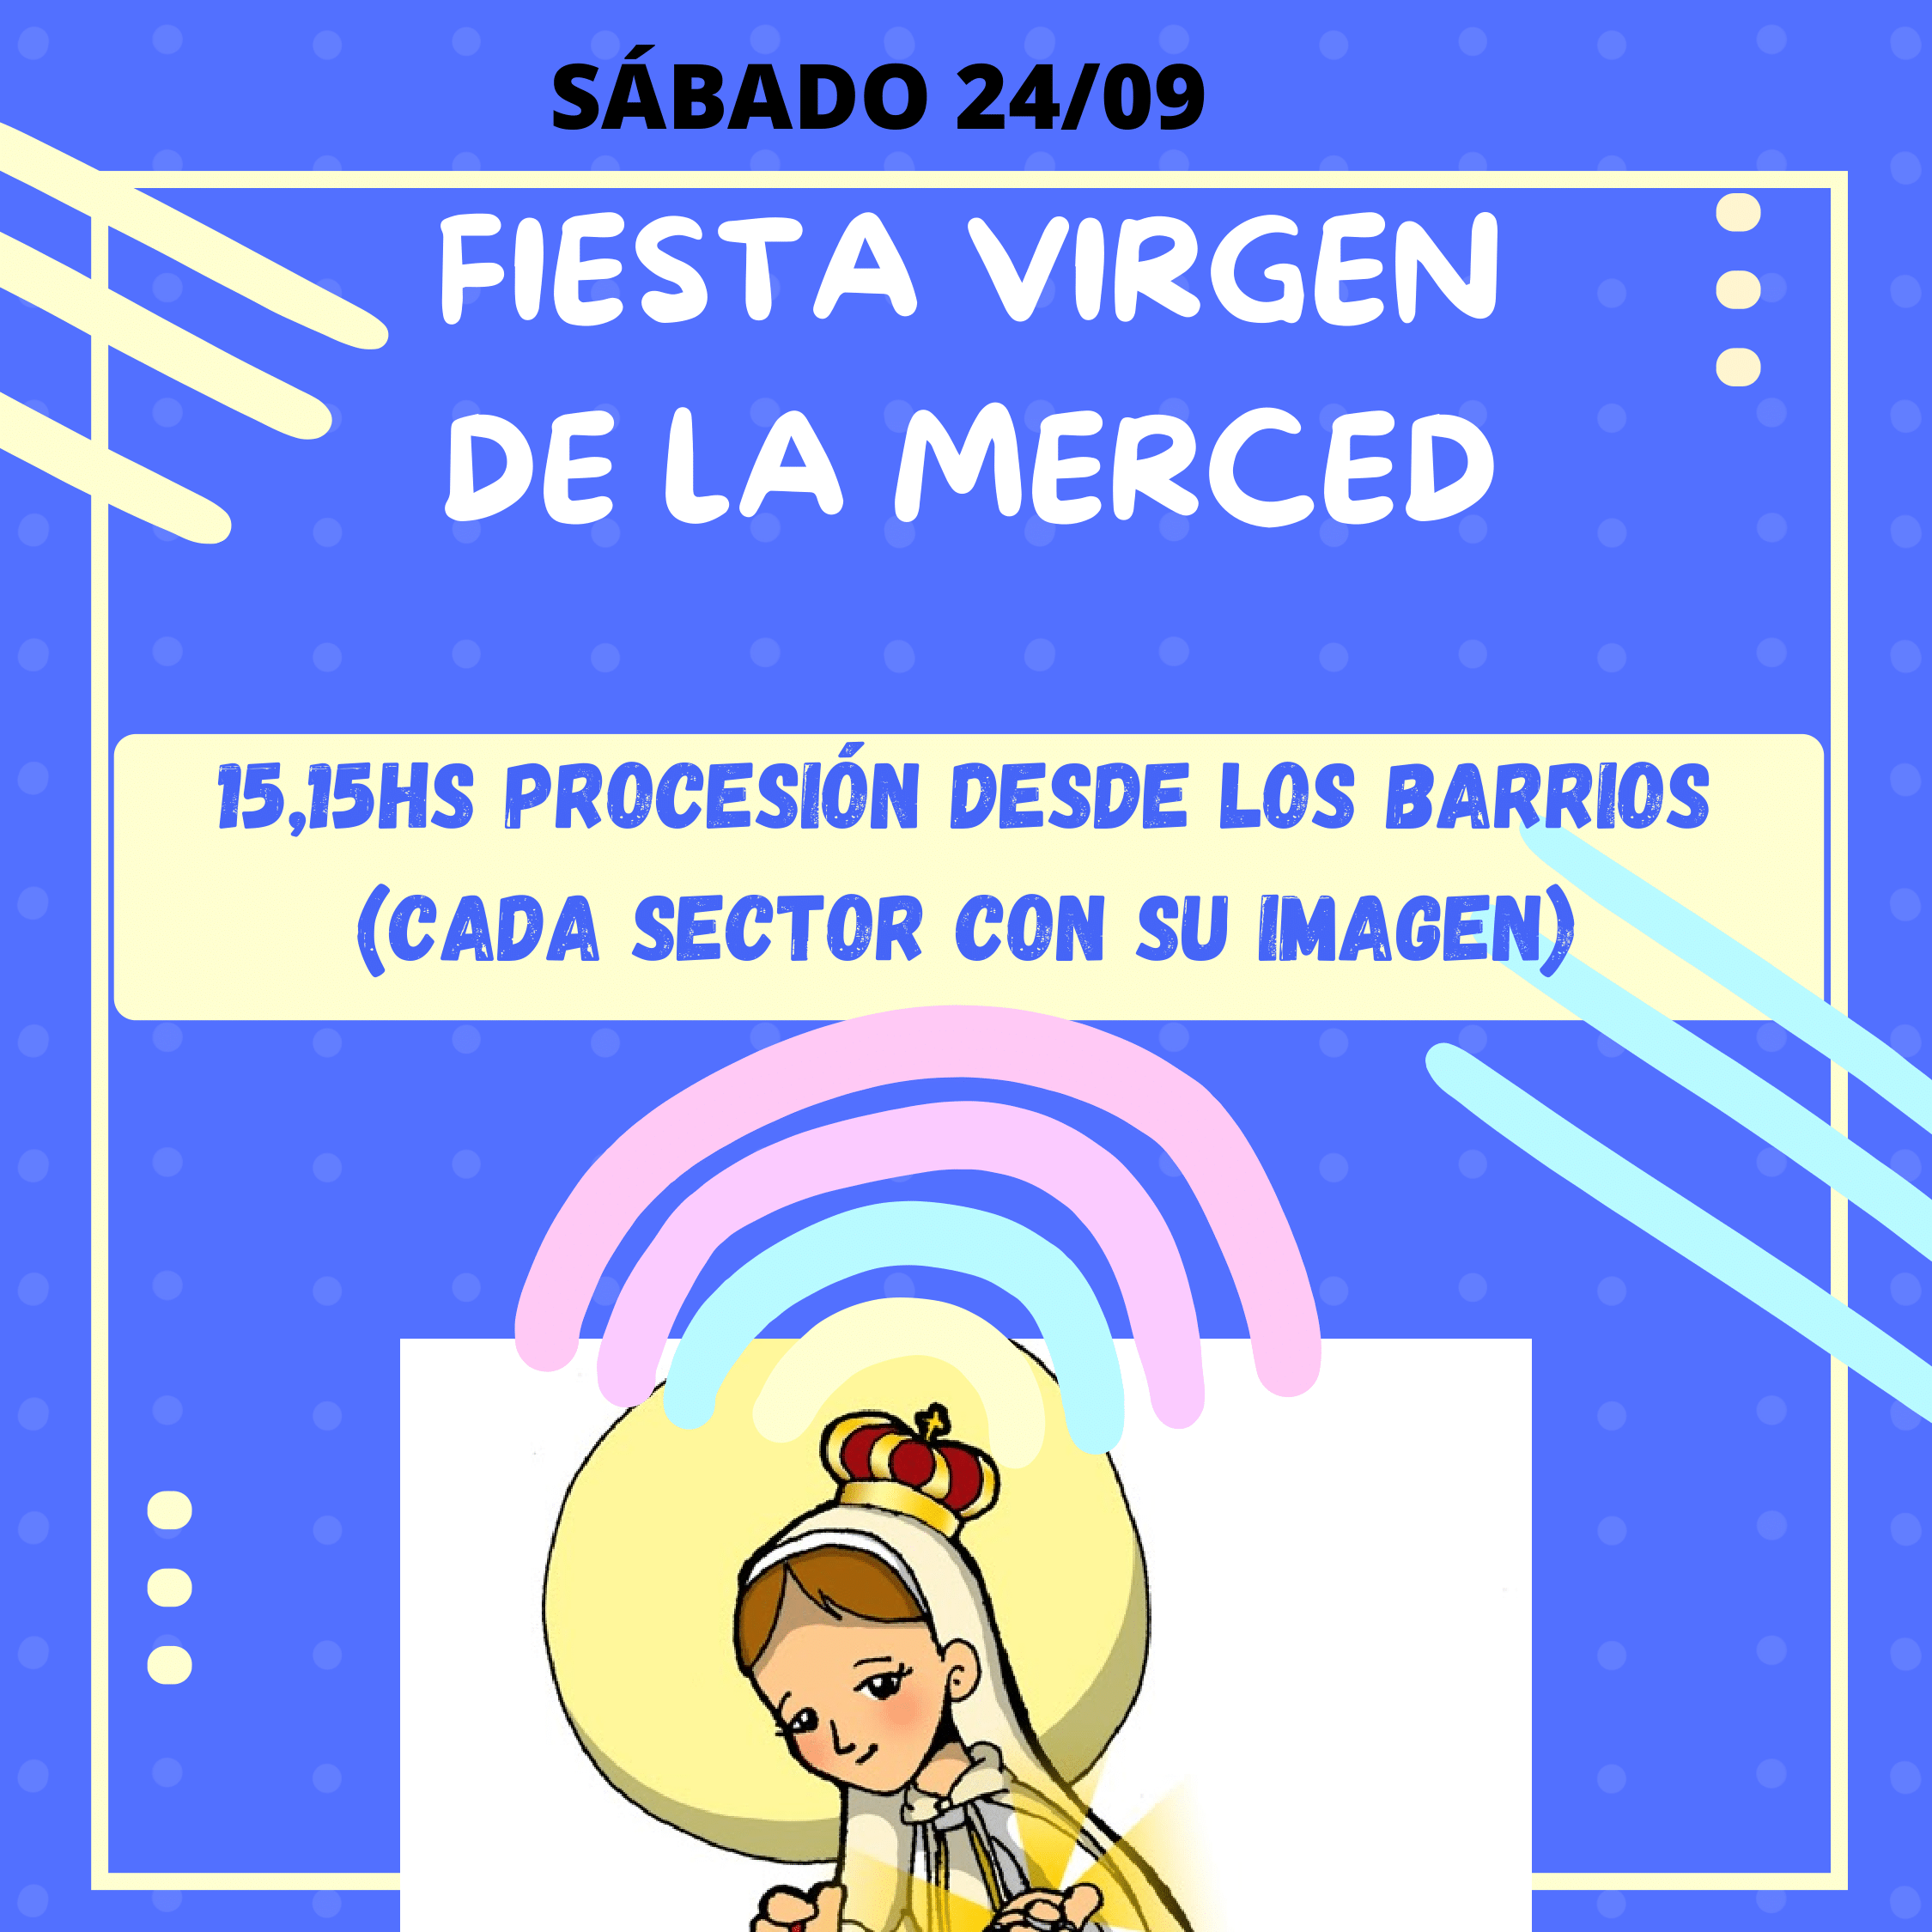 SÁBADO 24/09
FIESTA VIRGEN
DE LA MERCED
15,15HS PROCESIÓN DESDE LOS BARRIOS
(CADA SECTOR CON SU IMAGEN)